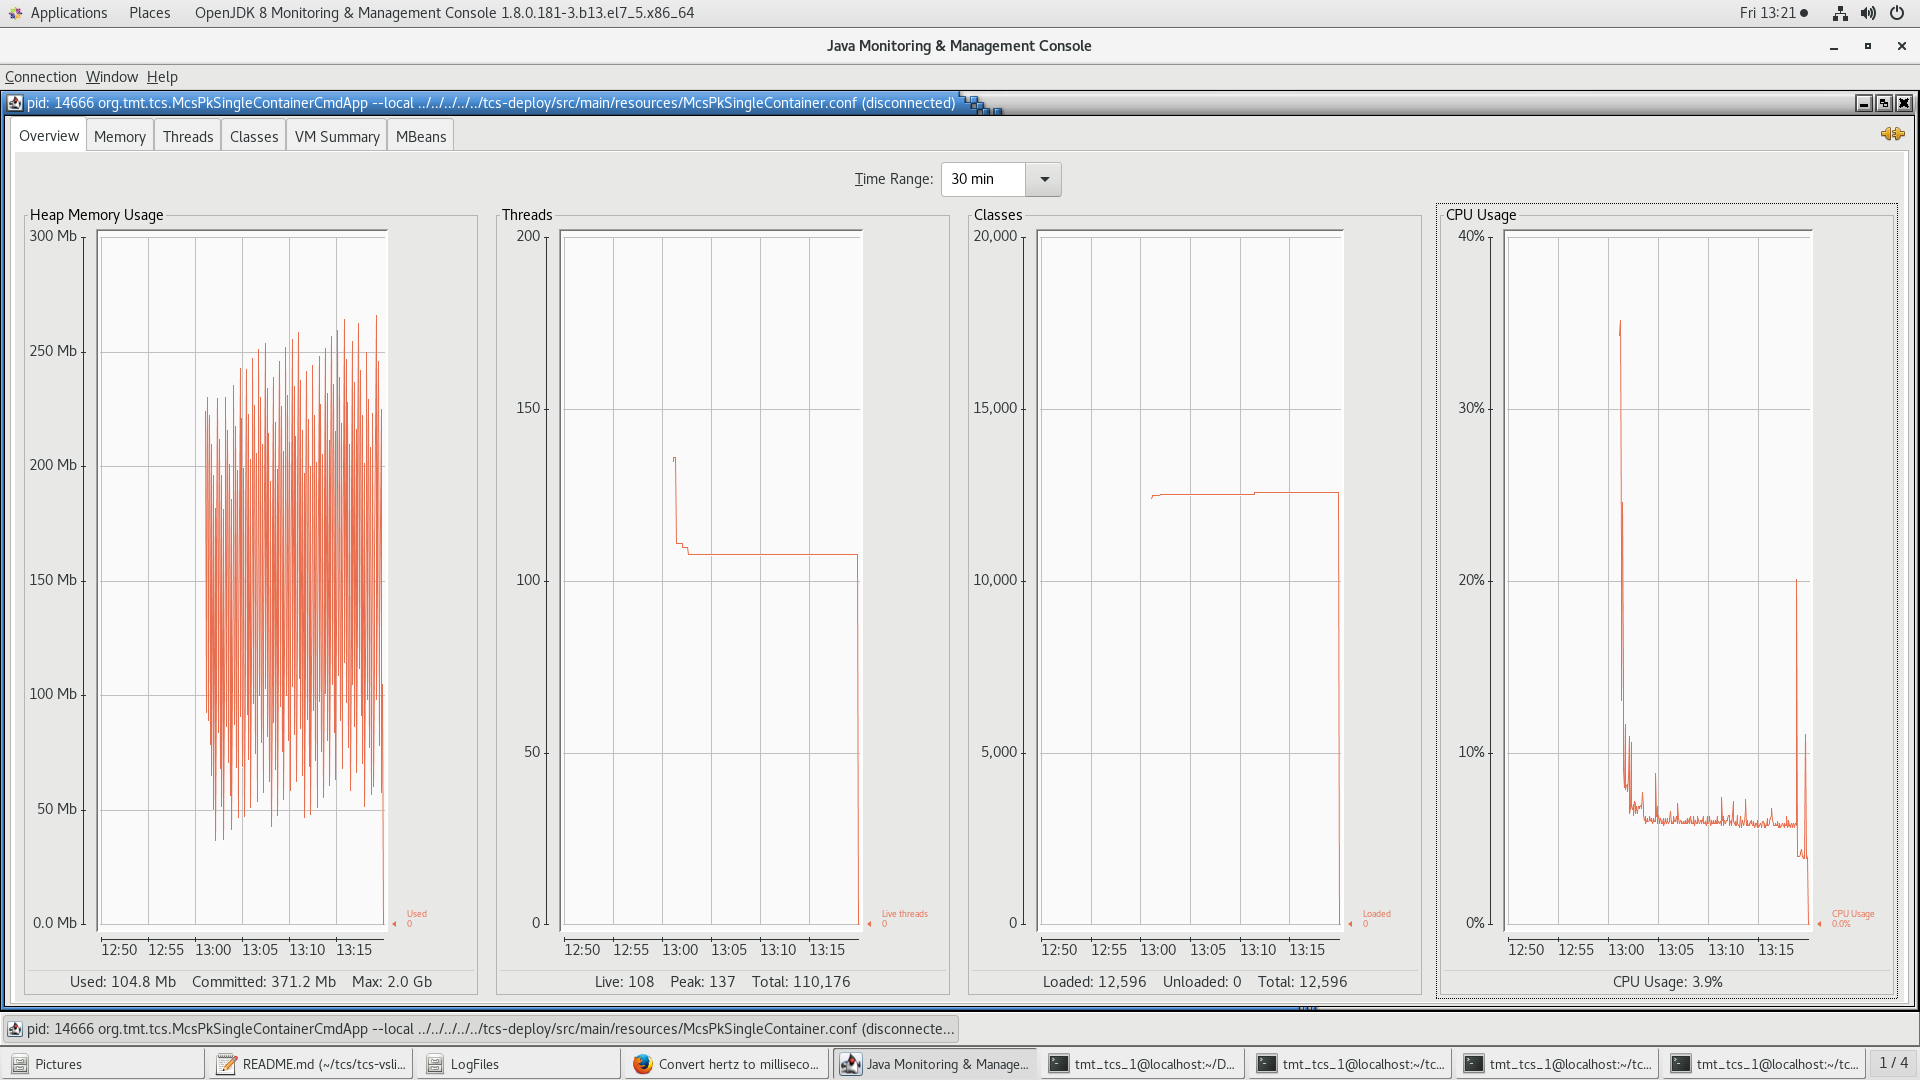 Applications Places OpenJDK 8 Monitoring & Management Console 1.8.0.181-3.b13.el7_5.x86_64 Fri 13:21
Java Monitoring & Management Console
Connection Window Help
pid: 14666 org.tmt.tcs.McsPkSingleContainerCmdApp --local ../../../../../tcs-deploy/src/main/resources/McsPkSingleContainer.conf (disconnected)
Overview Memory Threads Classes VM Summary MBeans
Time Range: 30 min
Heap Memory Usage
300 Mb
250 Mb
200 Mb
150 Mb
100 Mb
50 Mb
0.0 Mb
Used
0
12:50 12:55 13:00 13:05 13:10 13:15
Used: 104.8 Mb Committed: 371.2 Mb Max: 2.0 Gb
Threads
200
150
100
50
0
Live threads
0
12:50 12:55 13:00 13:05 13:10 13:15
Live: 108 Peak: 137 Total: 110,176
Classes
20,000
15,000
10,000
5,000
0
Loaded
0
12:50 12:55 13:00 13:05 13:10 13:15
Loaded: 12,596 Unloaded: 0 Total: 12,596
CPU Usage
40%
30%
20%
10%
0%
CPU Usage
0.0%
12:50 12:55 13:00 13:05 13:10 13:15
CPU Usage: 3.9%
pid: 14666 org.tmt.tcs.McsPkSingleContainerCmdApp --local ../../../../../tcs-deploy/src/main/resources/McsPkSingleContainer.conf (disconnecte...
Pictures README.md (~/tcs/tcs-vsli... LogFiles Convert hertz to milliseco... Java Monitoring & Manage... tmt_tcs_1@localhost:~/D... tmt_tcs_1@localhost:~/tc... tmt_tcs_1@localhost:~/tc... tmt_tcs_1@localhost:~/tc... 1 / 4